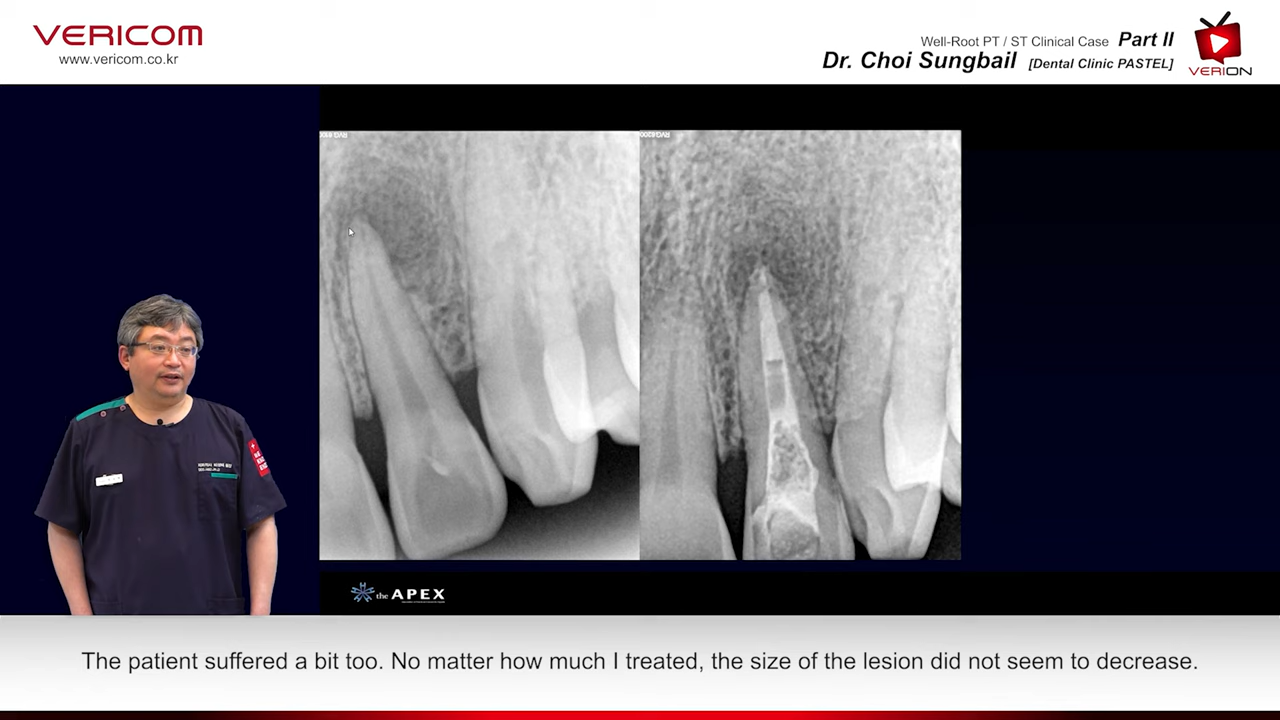 VERICOM
www.vericom.co.kr
Well-Root PT / ST Clinical Case Part II
Dr. Choi Sungbail [Dental Clinic PASTEL]
VERION
the APEX
The patient suffered a bit too. No matter how much I treated, the size of the lesion did not seem to decrease.